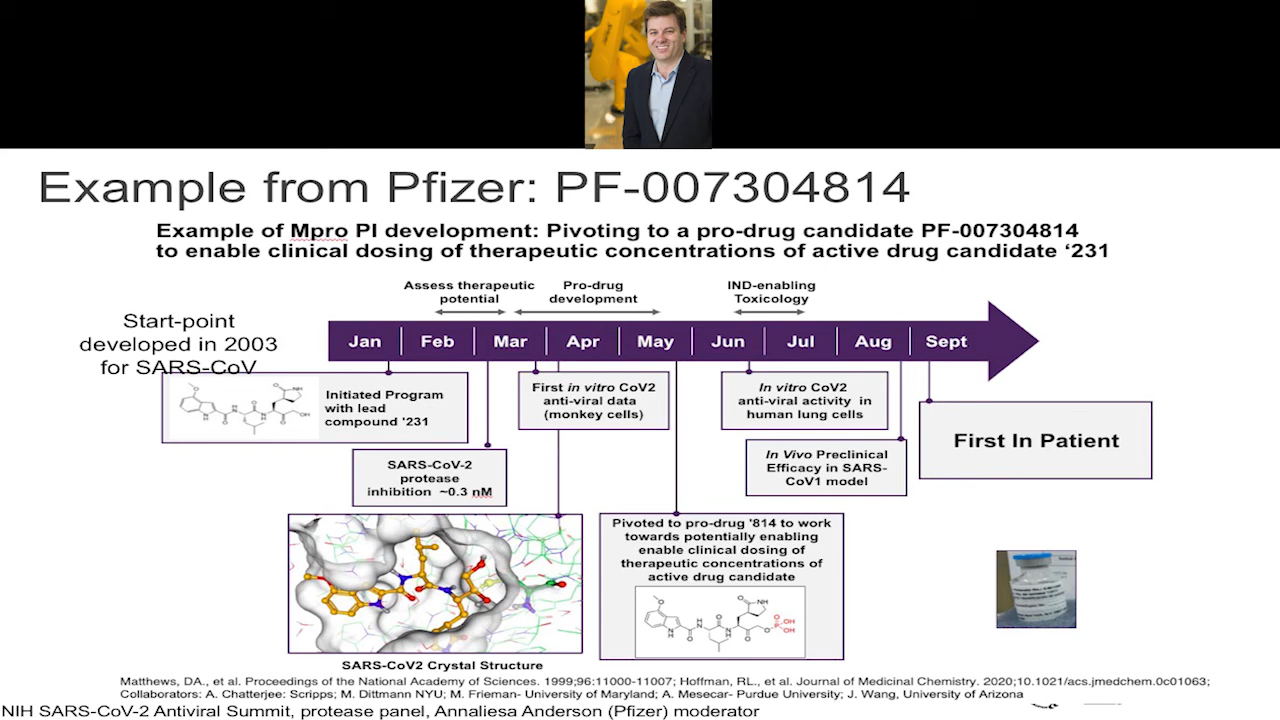 Example from Pfizer: PF-007304814
Example of Mpro PI development: Pivoting to a pro-drug candidate PF-007304814
to enable clinical dosing of therapeutic concentrations of active drug candidate ‘231
Assess therapeutic
potential
Pro-drug
development
IND-enabling
Toxicology
Start-point
developed in 2003
for SARS-CoV
Jan Feb Mar Apr May Jun Jul Aug Sept
Initiated Program
with lead
compound '231
First in vitro CoV2
anti-viral data
(monkey cells)
In vitro CoV2
anti-viral activity in
human lung cells
First In Patient
SARS-CoV-2
protease
inhibition ~0.3 nM
In Vivo Preclinical
Efficacy in SARS-
CoV1 model
Pivoted to pro-drug '814 to work
towards potentially enabling
enable clinical dosing of
therapeutic concentrations of
active drug candidate
SARS-CoV2 Crystal Structure
Matthews, DA., et al. Proceedings of the National Academy of Sciences. 1999;96:11000-11007; Hoffman, RL., et al. Journal of Medicinal Chemistry. 2020;10.1021/acs.jmedchem.0c01063;
Collaborators: A. Chatterjee: Scripps; M. Dittmann NYU; M. Frieman- University of Maryland; A. Mesecar- Purdue University; J. Wang, University of Arizona
NIH SARS-CoV-2 Antiviral Summit, protease panel, Annaliesa Anderson (Pfizer) moderator